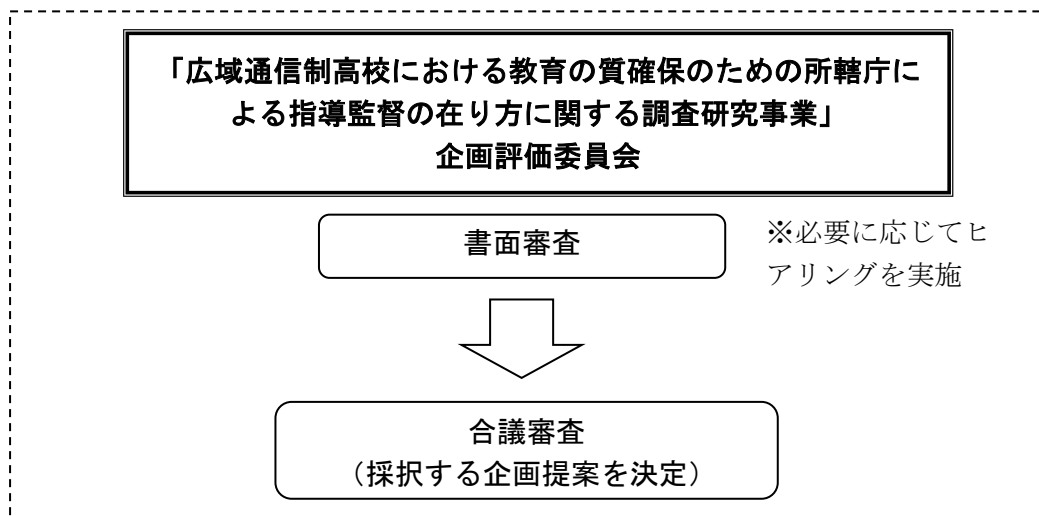 「広域通信制高校における教育の質確保のための所轄庁に
よる指導監督の在り方に関する調査研究事業」
企画評価委員会
書面審査
※必要に応じてヒ
アリングを実施
合議審査
（採択する企画提案を決定）